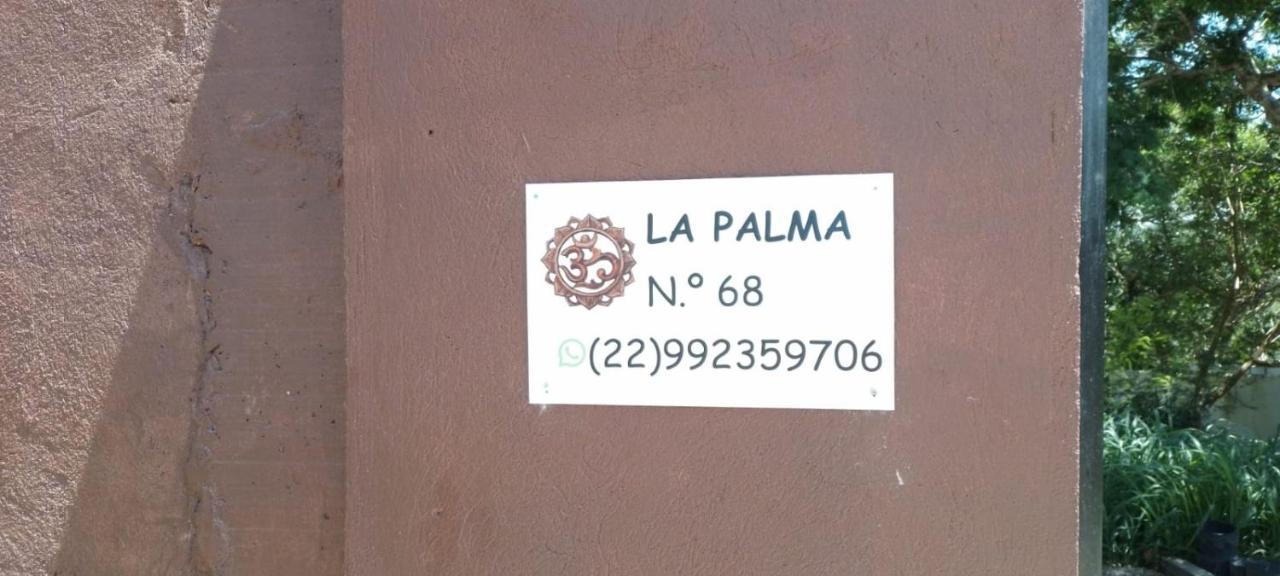 ॐ
LA PALMA
N.º 68
(22)992359706